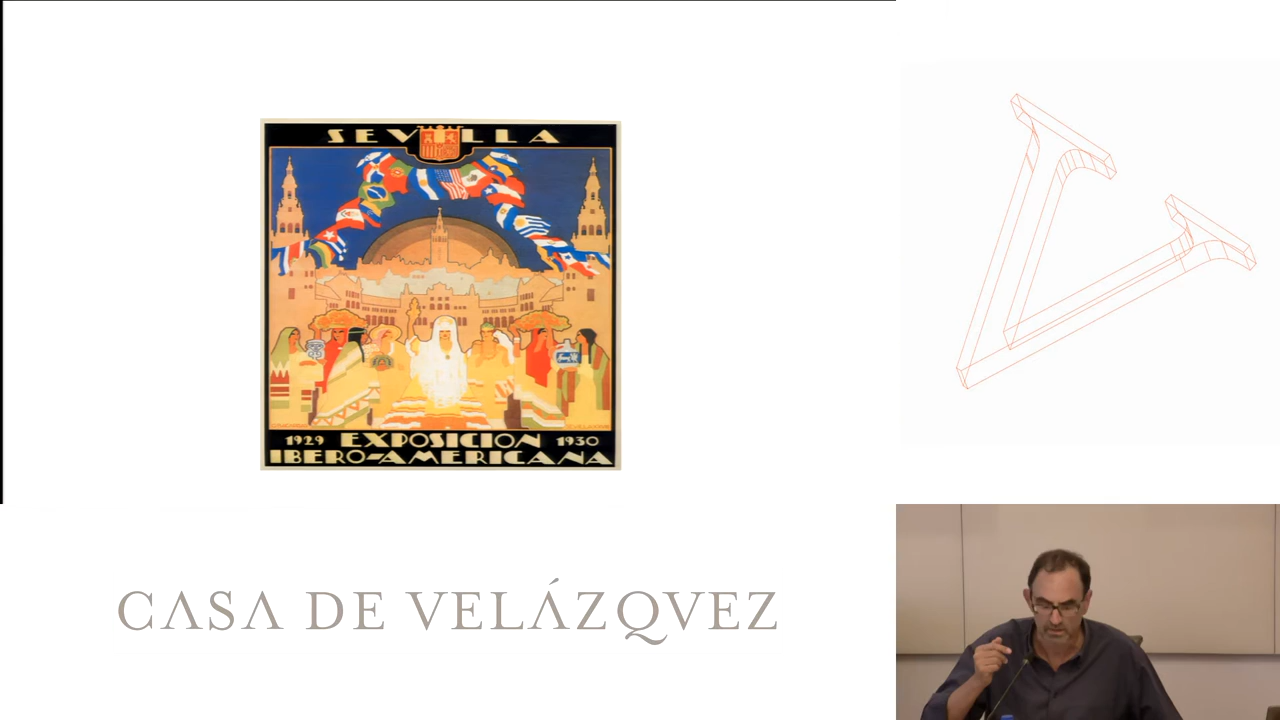 SEVILLA
1929 EXPOSICION 1930
IBERO-AMERICANA
CASA DE VELÁZQVEZ